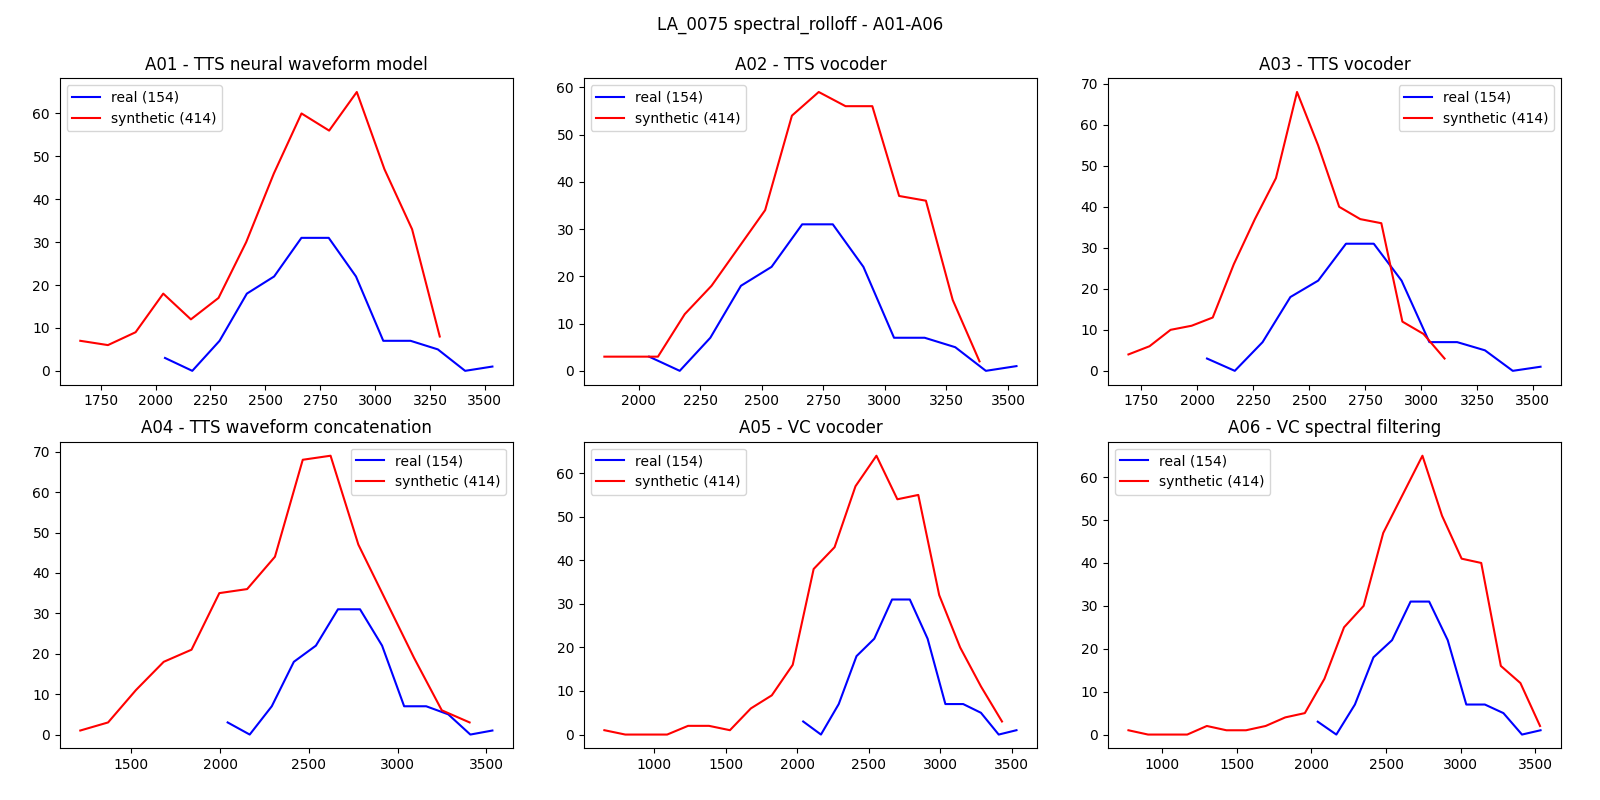 LA_0075 spectral_rolloff - A01-A06
A01 - TTS neural waveform model
real (154)
synthetic (414)
60
50
40
30
20
10
0
1750 2000 2250 2500 2750 3000 3250 3500
A02 - TTS vocoder
real (154)
synthetic (414)
60
50
40
30
20
10
0
2000 2250 2500 2750 3000 3250 3500
A03 - TTS vocoder
real (154)
synthetic (414)
70
60
50
40
30
20
10
0
1750 2000 2250 2500 2750 3000 3250 3500
A04 - TTS waveform concatenation
real (154)
synthetic (414)
70
60
50
40
30
20
10
0
1500 2000 2500 3000 3500
A05 - VC vocoder
real (154)
synthetic (414)
60
50
40
30
20
10
0
1000 1500 2000 2500 3000 3500
A06 - VC spectral filtering
real (154)
synthetic (414)
60
50
40
30
20
10
0
1000 1500 2000 2500 3000 3500